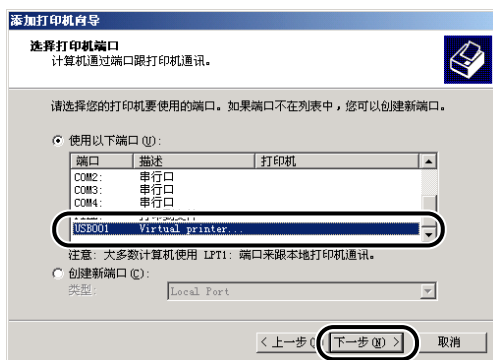 添加打印机向导
选择打印机端口
计算机通过端口跟打印机通讯。
请选择您的打印机要使用的端口。如果端口不在列表中，您可以创建新端口。
使用以下端口(U):
端口 描述 打印机
COM2: 串行口
COM3: 串行口
COM4: 串行口
打印到文件
USB001 Virtual printer...
注意: 大多数计算机使用 LPT1: 端口来跟本地打印机通讯。
创建新端口(C):
类型: Local Port
< 上一步( 下一步(N) > 取消